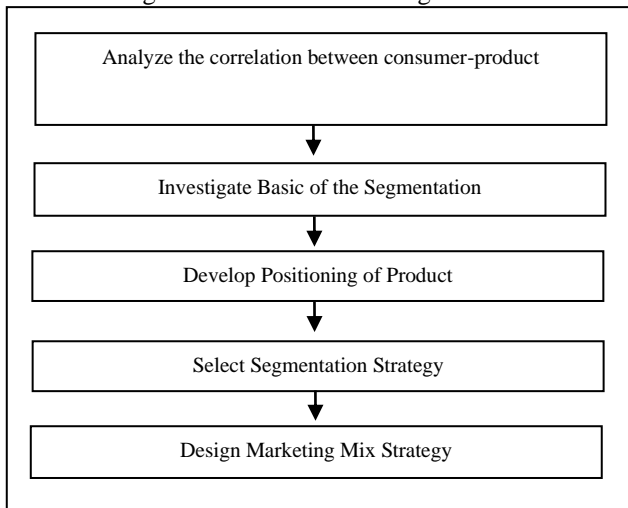 Analyze the correlation between consumer-product
Investigate Basic of the Segmentation
Develop Positioning of Product
Select Segmentation Strategy
Design Marketing Mix Strategy